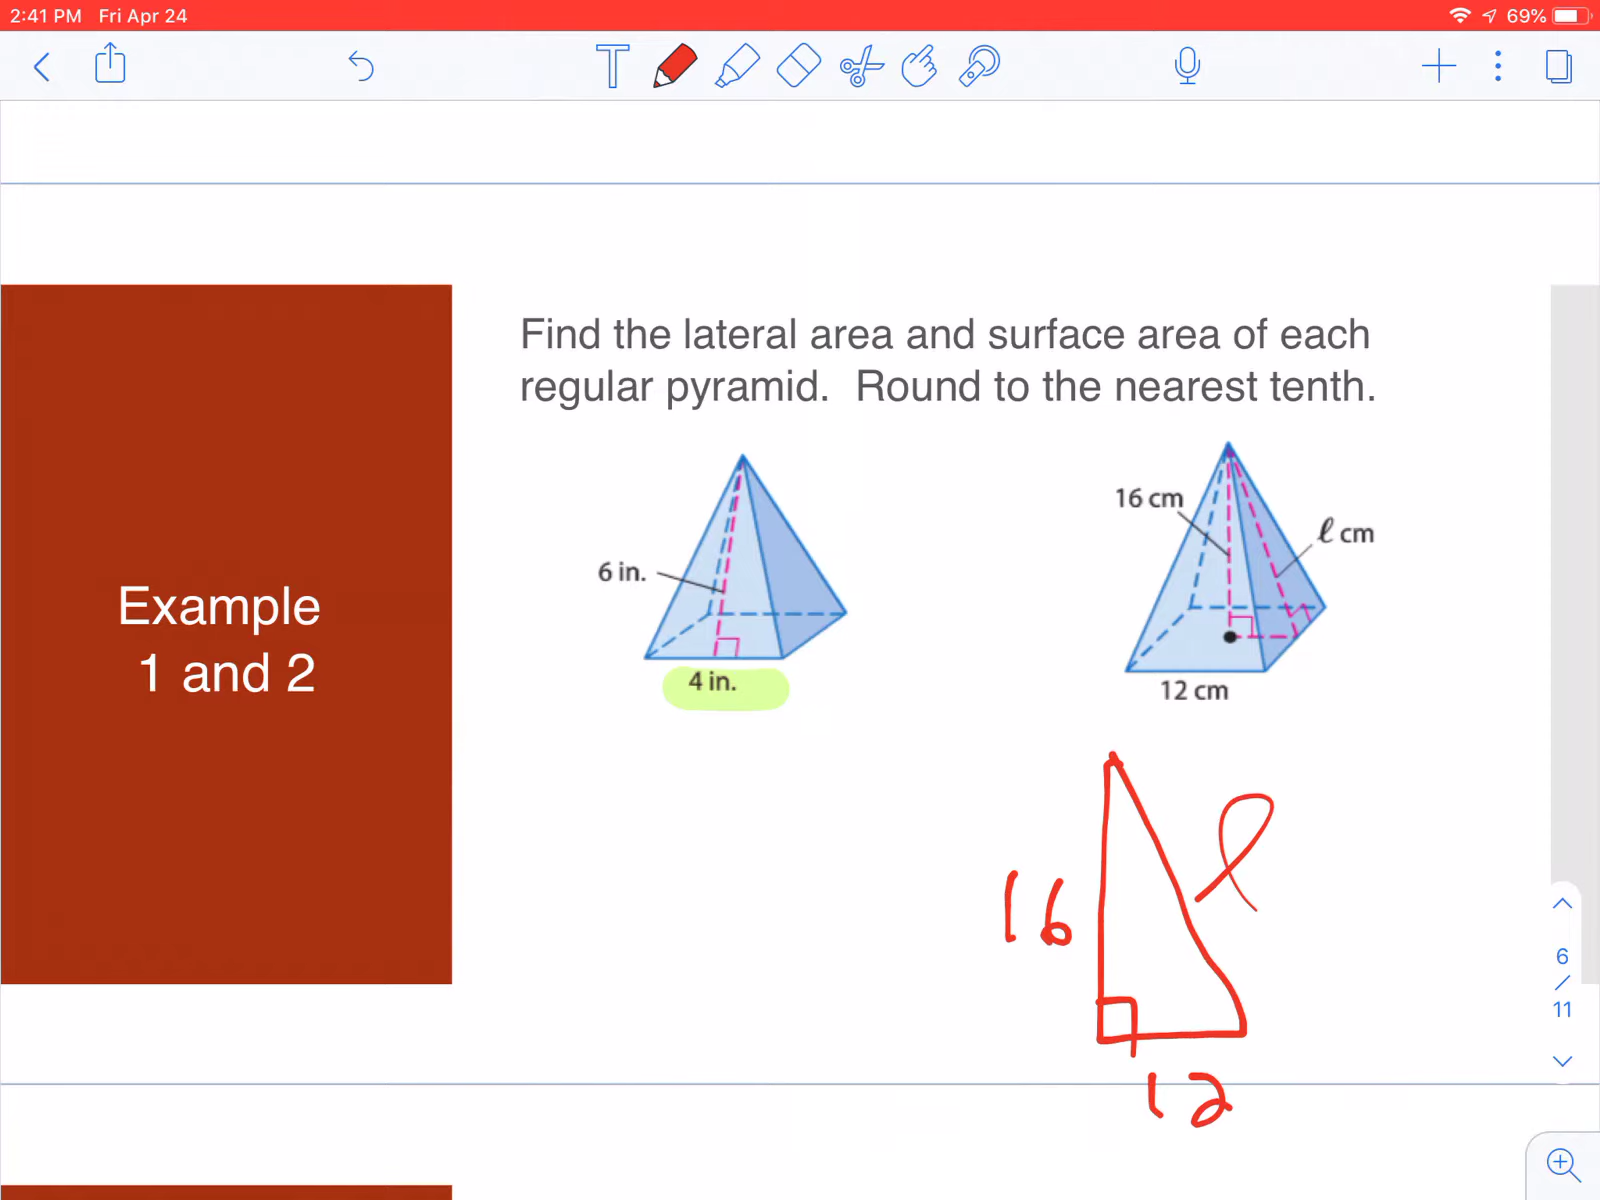 2:41 PM Fri Apr 24
69%
T
Find the lateral area and surface area of each
regular pyramid. Round to the nearest tenth.
Example
1 and 2
6 in.
4 in.
16 cm
ℓ cm
12 cm
16
ℓ
12
6
/
11